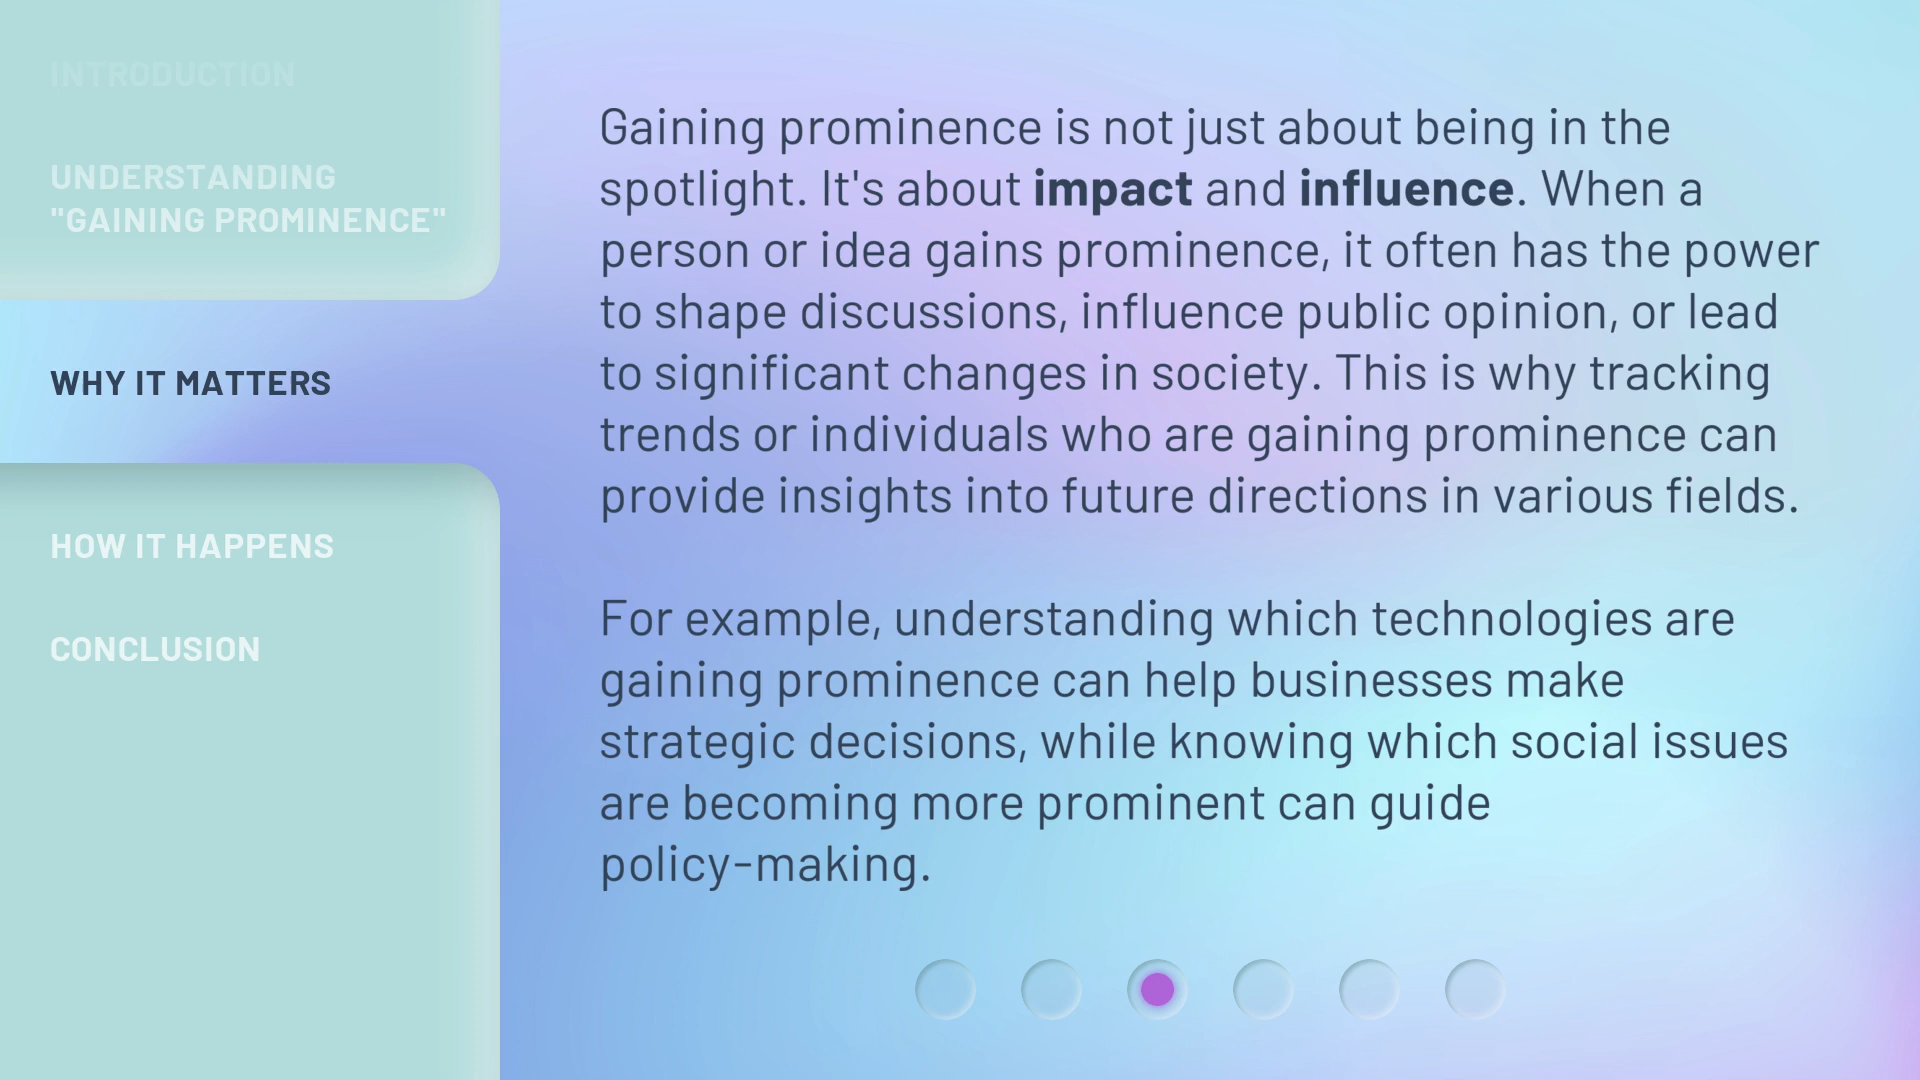 INTRODUCTION
UNDERSTANDING
"GAINING PROMINENCE"
WHY IT MATTERS
HOW IT HAPPENS
CONCLUSION
Gaining prominence is not just about being in the
spotlight. It's about impact and influence. When a
person or idea gains prominence, it often has the power
to shape discussions, influence public opinion, or lead
to significant changes in society. This is why tracking
trends or individuals who are gaining prominence can
provide insights into future directions in various fields.
For example, understanding which technologies are
gaining prominence can help businesses make
strategic decisions, while knowing which social issues
are becoming more prominent can guide
policy-making.